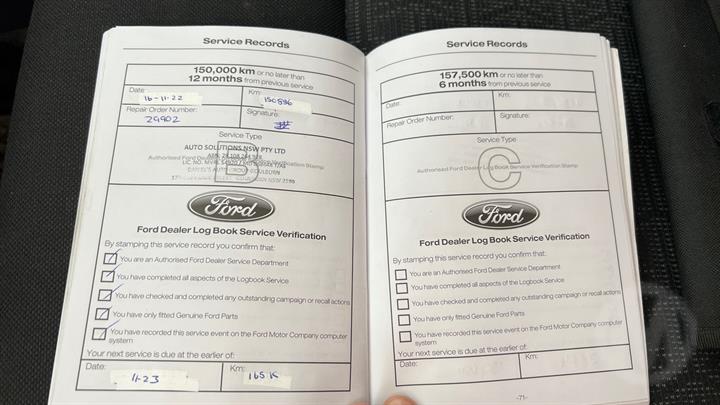 Service Records
150,000 km or no later than
12 months from previous service
Date:
16-11-22
Km:
150896
Repair Order Number:
29902
Signature:
Service Type
B
AUTO SOLUTIONS NSW PTY LTD
Authorised Ford Dealer Log Book Service Verification Stamp
Ford
Ford Dealer Log Book Service Verification
By stamping this service record you confirm that:
You are an Authorised Ford Dealer Service Department
You have completed all aspects of the Logbook Service
You have checked and completed any outstanding campaign or recall actions
You have only fitted Genuine Ford Parts
You have recorded this service event on the Ford Motor Company computer
system
Your next service is due at the earlier of:
Date:
11-23
Km:
165K
Service Records
157,500 km or no later than
6 months from previous service
Date:
Km:
Repair Order Number:
Signature:
Service Type
C
Authorised Ford Dealer Log Book Service Verification Stamp
Ford
Ford Dealer Log Book Service Verification
By stamping this service record you confirm that:
You are an Authorised Ford Dealer Service Department
You have completed all aspects of the Logbook Service
You have checked and completed any outstanding campaign or recall actions
You have only fitted Genuine Ford Parts
You have recorded this service event on the Ford Motor Company computer
system
Your next service is due at the earlier of:
Date:
Km:
-71-